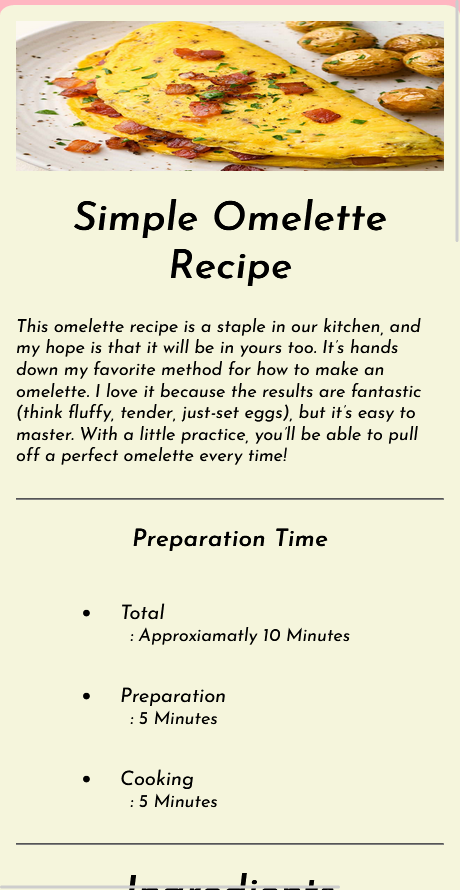 Simple Omelette
Recipe
This omelette recipe is a staple in our kitchen, and
my hope is that it will be in yours too. It's hands
down my favorite method for how to make an
omelette. I love it because the results are fantastic
(think fluffy, tender, just-set eggs), but it's easy to
master. With a little practice, you'll be able to pull
off a perfect omelette every time!
Preparation Time
• Total
: Approxiamatly 10 Minutes
• Preparation
: 5 Minutes
• Cooking
: 5 Minutes
Ingredients